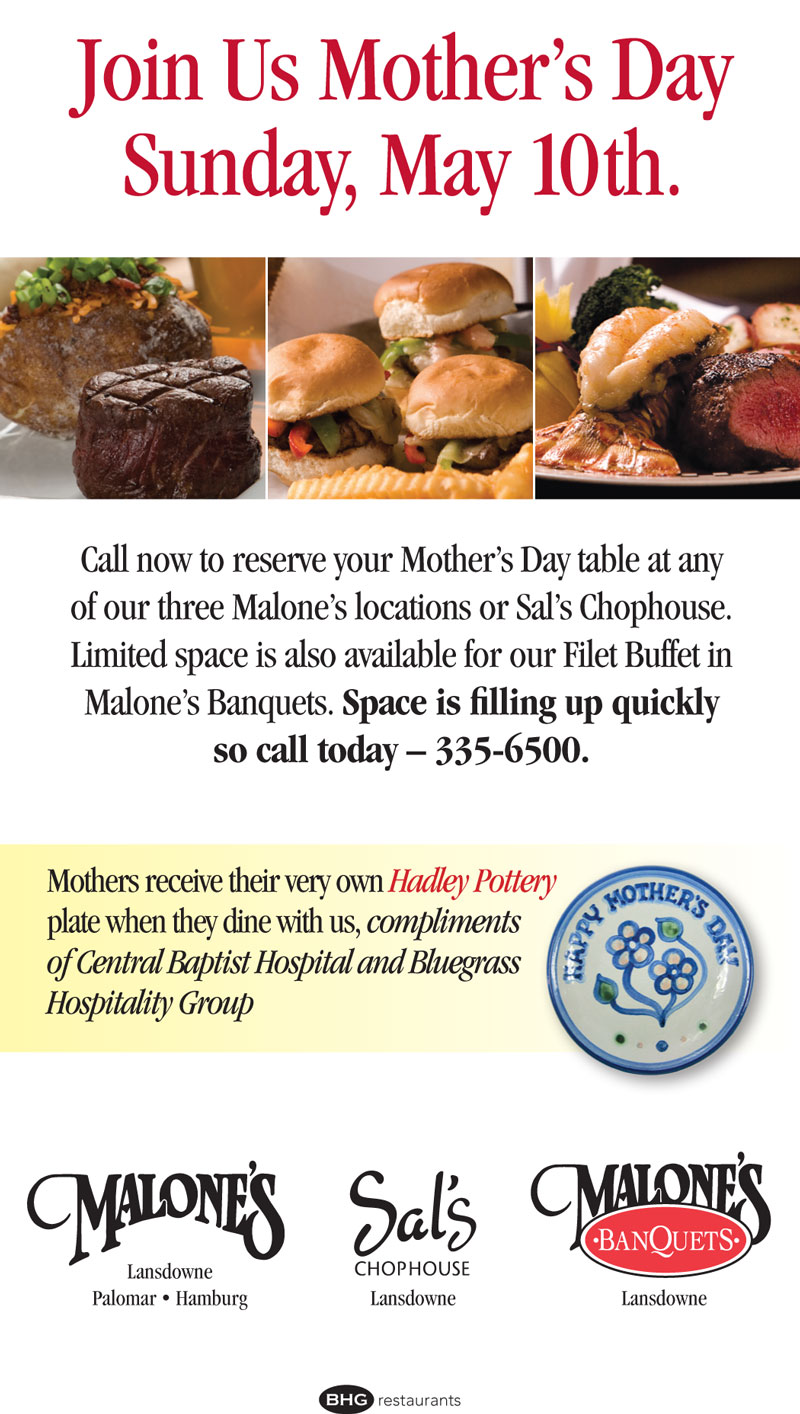 Join Us Mother's Day
Sunday, May 10th.
Call now to reserve your Mother's Day table at any
of our three Malone's locations or Sal's Chophouse.
Limited space is also available for our Filet Buffet in
Malone's Banquets. Space is filling up quickly
so call today – 335-6500.
Mothers receive their very own Hadley Pottery
plate when they dine with us, compliments
of Central Baptist Hospital and Bluegrass
Hospitality Group
HAPPY MOTHER'S DAY
MALONE'S
Lansdowne
Palomar • Hamburg
Sal's
CHOPHOUSE
Lansdowne
MALONE'S
•BANQUETS•
Lansdowne
BHG restaurants